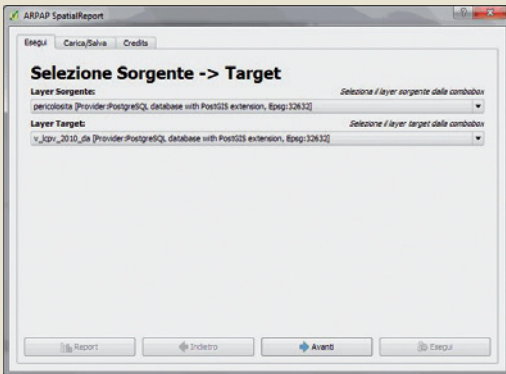 ARPAP SpatialReport
Esegui Carica/Salva Credits
Selezione Sorgente -> Target
Layer Sorgente: Seleziona il layer sorgente dalla combobox
pericolosita [Provider:PostgreSQL database with PostGIS extension, Epsg:32632]
Layer Target: Seleziona il layer target dalla combobox
v_lcpv_2010_da [Provider:PostgreSQL database with PostGIS extension, Epsg:32632]
Report Indietro Avanti Esegui